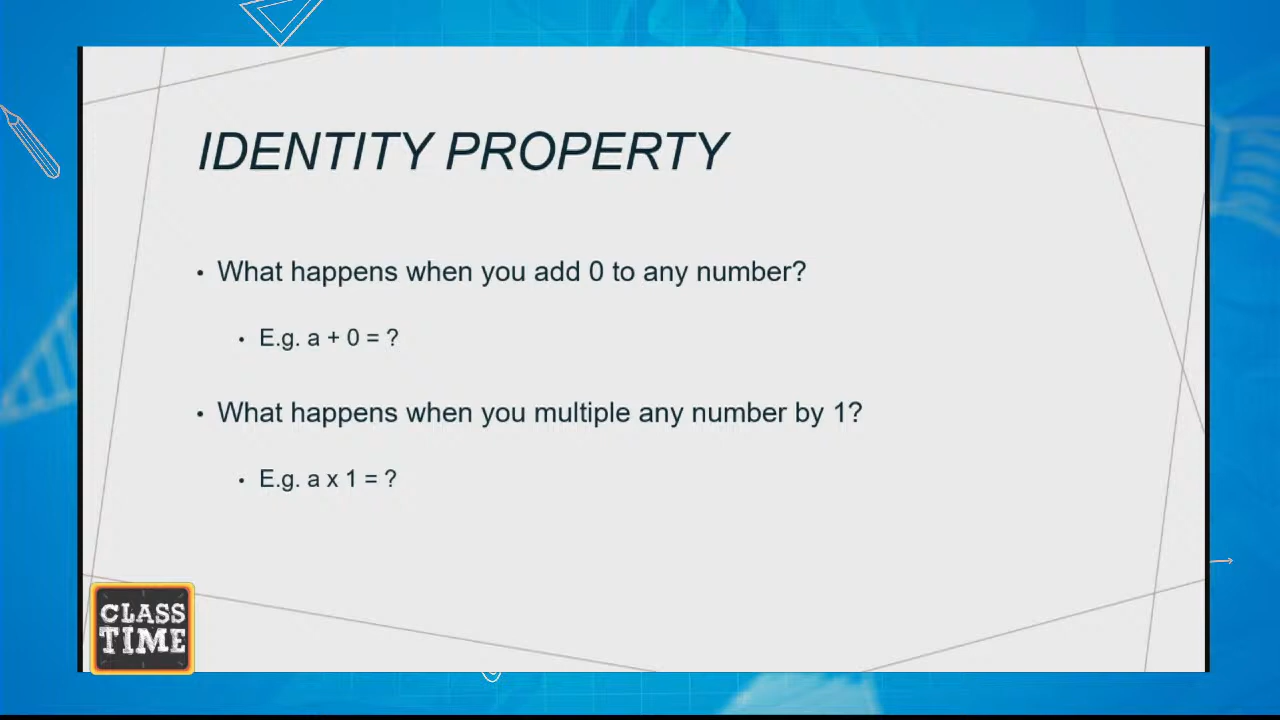 IDENTITY PROPERTY
• What happens when you add 0 to any number?
• E.g. a + 0 = ?
• What happens when you multiple any number by 1?
• E.g. a x 1 = ?
CLASS
TIME